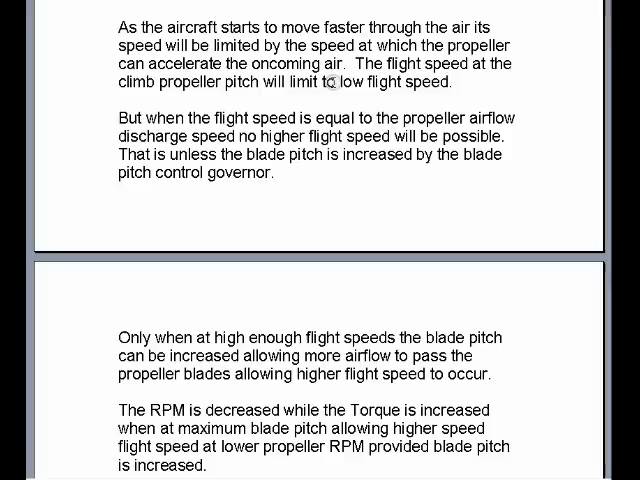 As the aircraft starts to move faster through the air its
speed will be limited by the speed at which the propeller
can accelerate the oncoming air.  The flight speed at the
climb propeller pitch will limit to low flight speed.
But when the flight speed is equal to the propeller airflow
discharge speed no higher flight speed will be possible.
That is unless the blade pitch is increased by the blade
pitch control governor.
Only when at high enough flight speeds the blade pitch
can be increased allowing more airflow to pass the
propeller blades allowing higher flight speed to occur.
The RPM is decreased while the Torque is increased
when at maximum blade pitch allowing higher speed
flight speed at lower propeller RPM provided blade pitch
is increased.